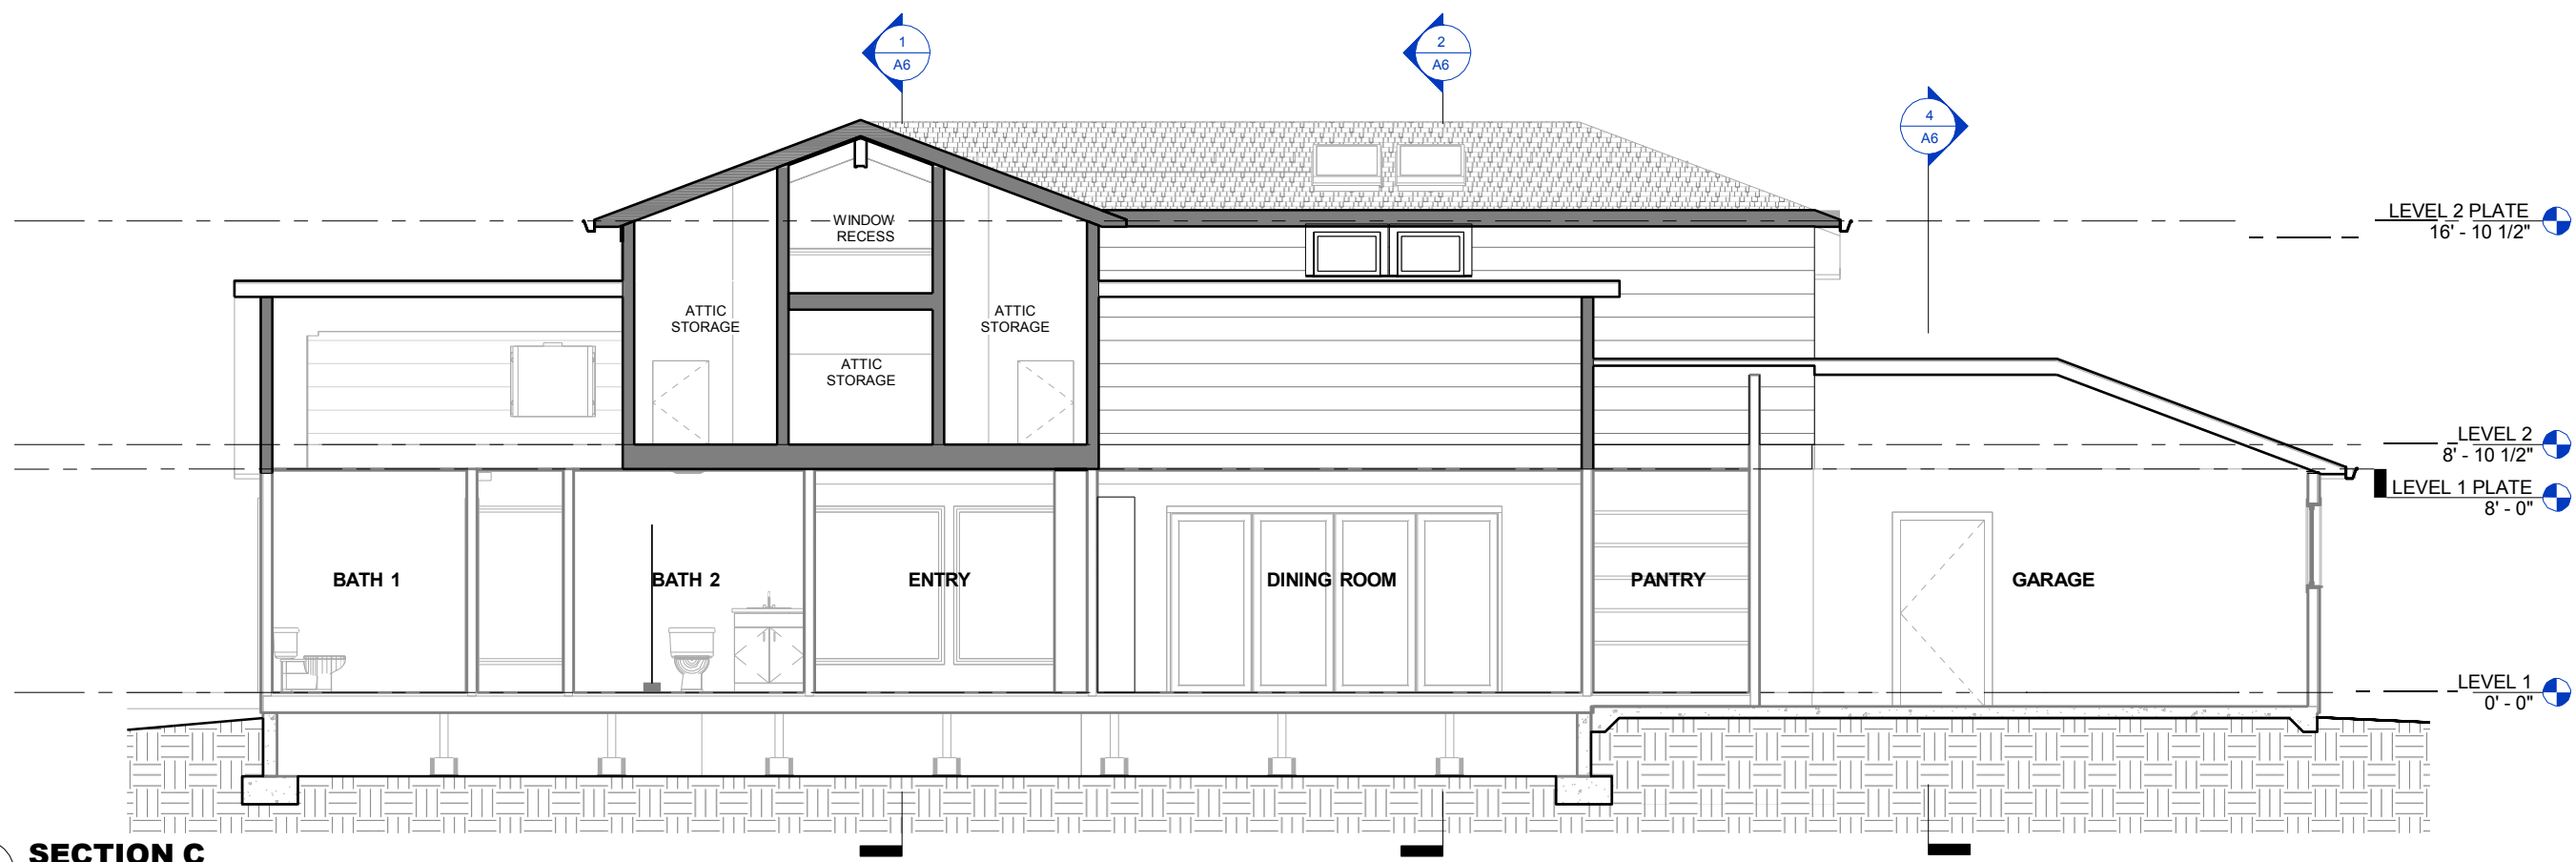 1
A6
2
A6
4
A6
LEVEL 2 PLATE
16' - 10 1/2"
WINDOW
RECESS
ATTIC
STORAGE
ATTIC
STORAGE
ATTIC
STORAGE
LEVEL 2
8' - 10 1/2"
LEVEL 1 PLATE
8' - 0"
BATH 1
BATH 2
ENTRY
DINING ROOM
PANTRY
GARAGE
LEVEL 1
0' - 0"
SECTION C